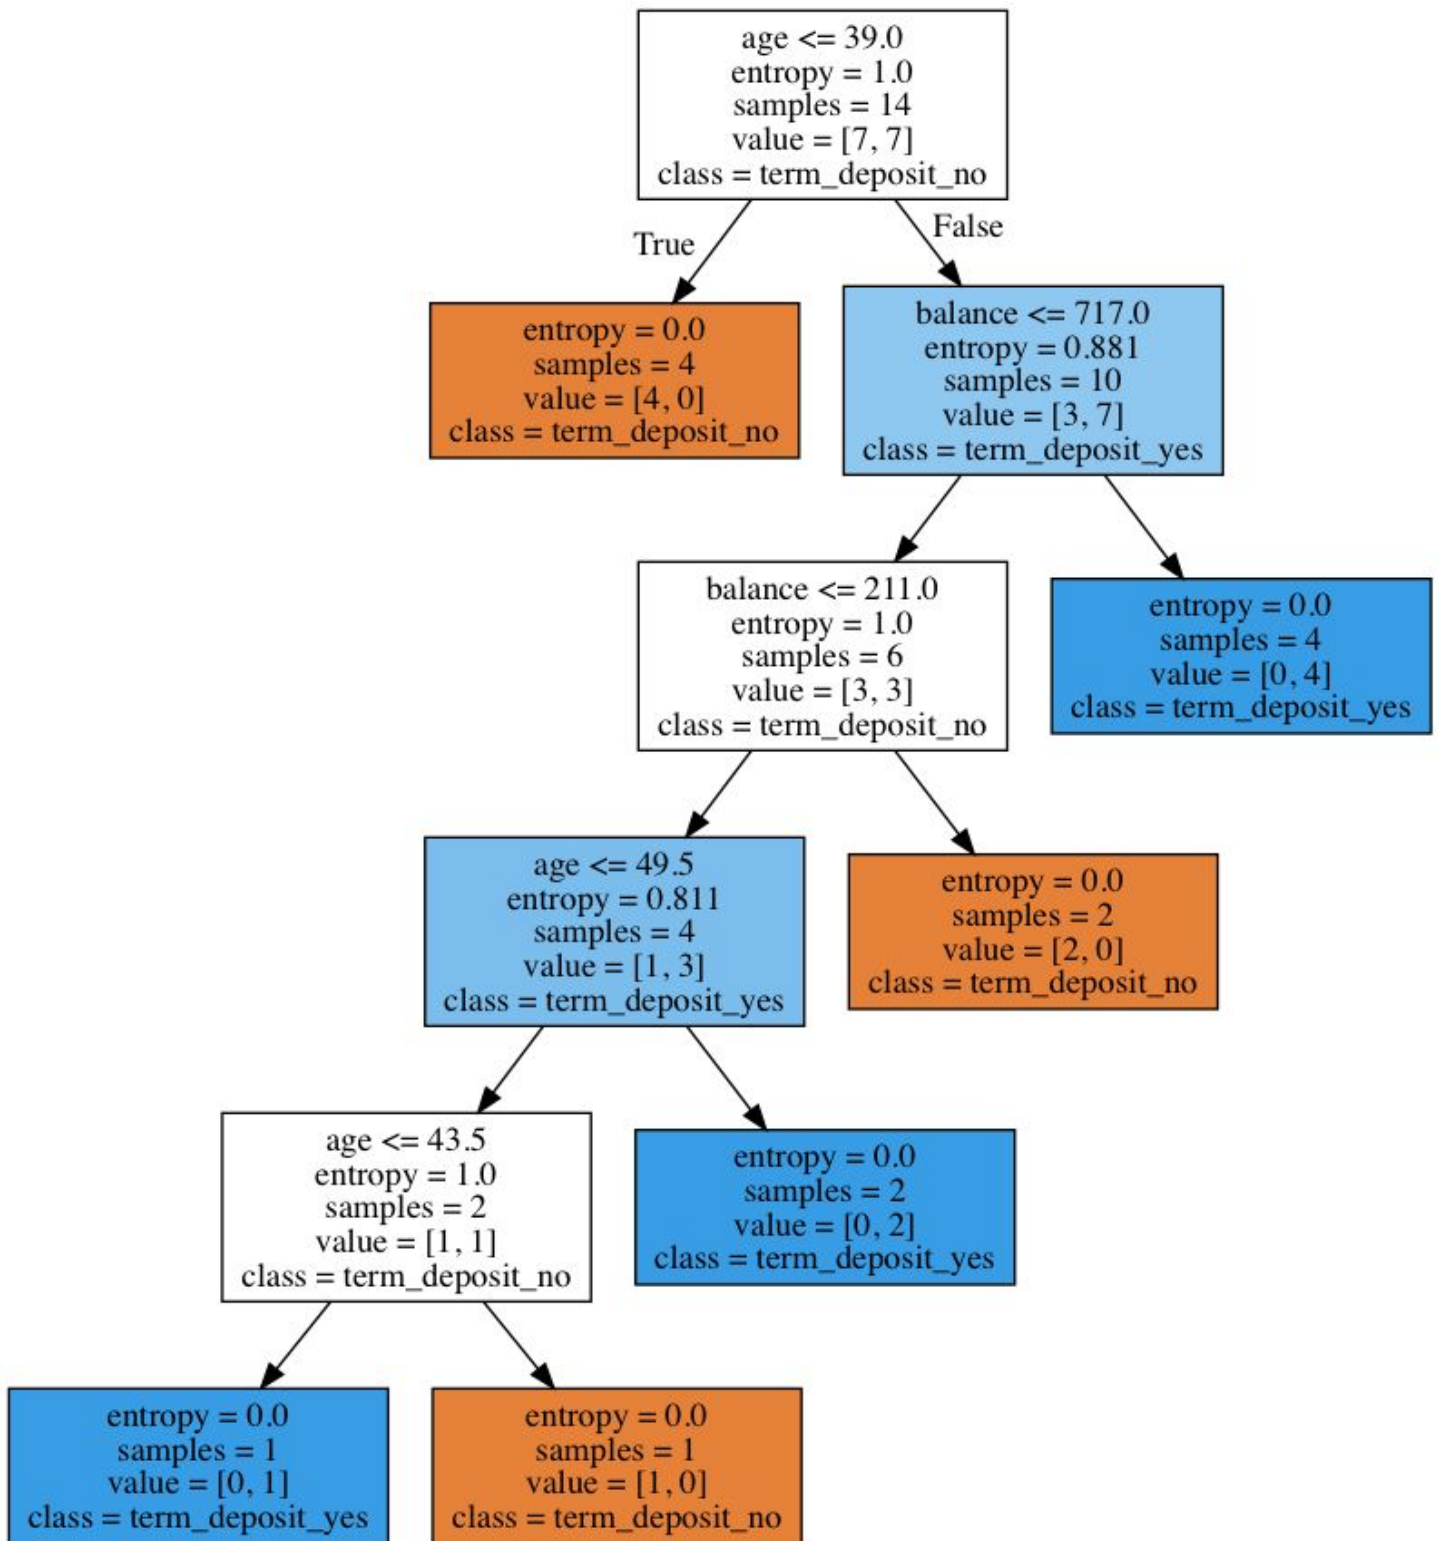 age <= 39.0
entropy = 1.0
samples = 14
value = [7, 7]
class = term_deposit_no
True
False
entropy = 0.0
samples = 4
value = [4, 0]
class = term_deposit_no
balance <= 717.0
entropy = 0.881
samples = 10
value = [3, 7]
class = term_deposit_yes
balance <= 211.0
entropy = 1.0
samples = 6
value = [3, 3]
class = term_deposit_no
entropy = 0.0
samples = 4
value = [0, 4]
class = term_deposit_yes
age <= 49.5
entropy = 0.811
samples = 4
value = [1, 3]
class = term_deposit_yes
entropy = 0.0
samples = 2
value = [2, 0]
class = term_deposit_no
age <= 43.5
entropy = 1.0
samples = 2
value = [1, 1]
class = term_deposit_no
entropy = 0.0
samples = 2
value = [0, 2]
class = term_deposit_yes
entropy = 0.0
samples = 1
value = [0, 1]
class = term_deposit_yes
entropy = 0.0
samples = 1
value = [1, 0]
class = term_deposit_no